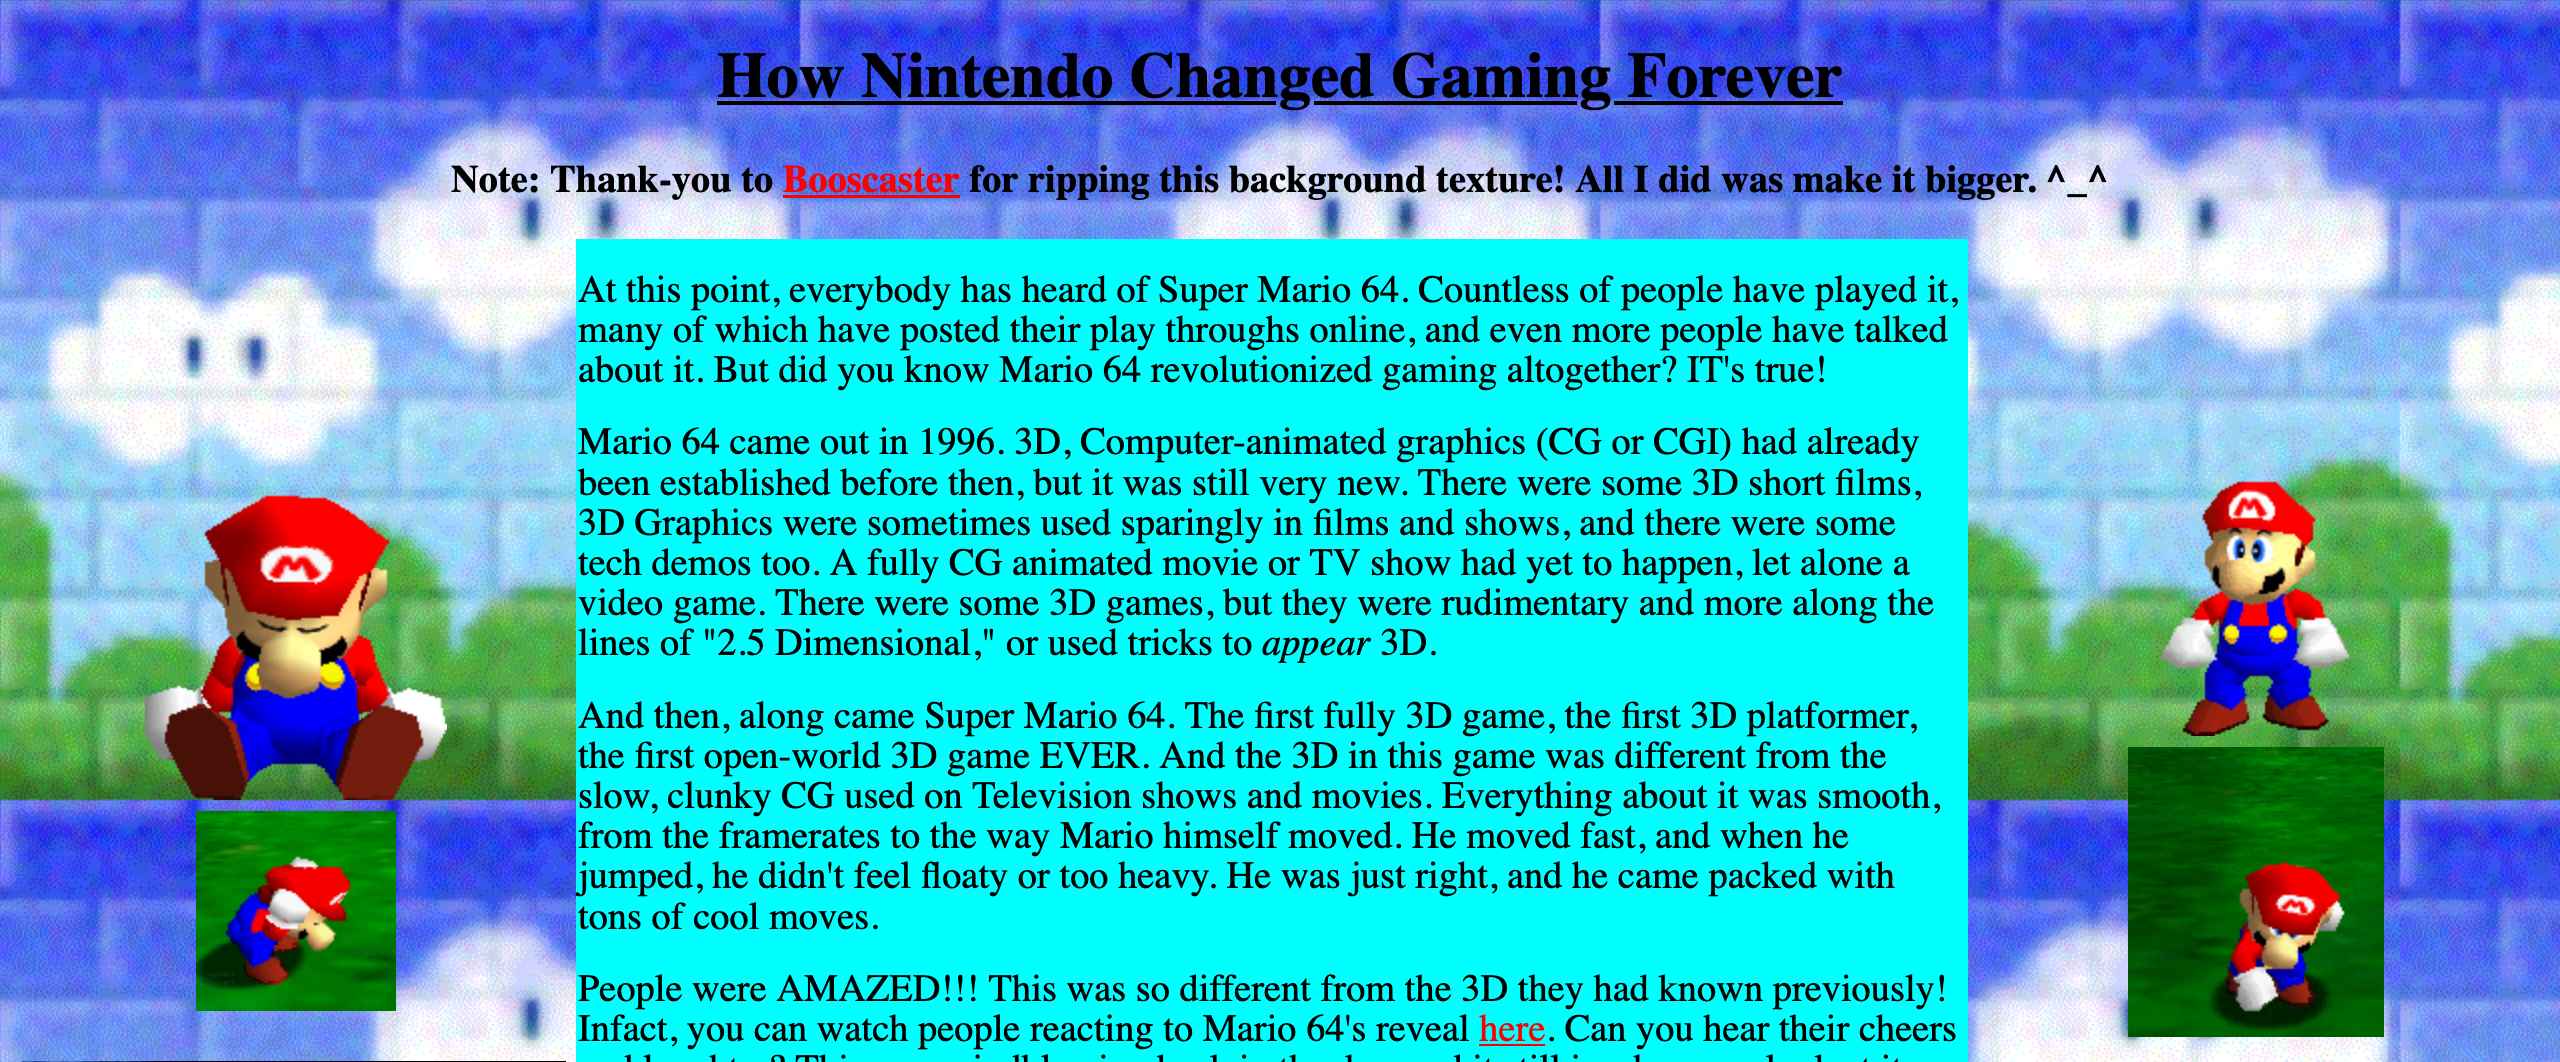 How Nintendo Changed Gaming Forever
Note: Thank-you to Booscaster for ripping this background texture! All I did was make it bigger. ^_^
At this point, everybody has heard of Super Mario 64. Countless of people have played it,
many of which have posted their play throughs online, and even more people have talked
about it. But did you know Mario 64 revolutionized gaming altogether? IT's true!
Mario 64 came out in 1996. 3D, Computer-animated graphics (CG or CGI) had already
been established before then, but it was still very new. There were some 3D short films,
3D Graphics were sometimes used sparingly in films and shows, and there were some
tech demos too. A fully CG animated movie or TV show had yet to happen, let alone a
video game. There were some 3D games, but they were rudimentary and more along the
lines of "2.5 Dimensional," or used tricks to appear 3D.
And then, along came Super Mario 64. The first fully 3D game, the first 3D platformer,
the first open-world 3D game EVER. And the 3D in this game was different from the
slow, clunky CG used on Television shows and movies. Everything about it was smooth,
from the framerates to the way Mario himself moved. He moved fast, and when he
jumped, he didn't feel floaty or too heavy. He was just right, and he came packed with
tons of cool moves.
People were AMAZED!!! This was so different from the 3D they had known previously!
Infact, you can watch people reacting to Mario 64's reveal here. Can you hear their cheers